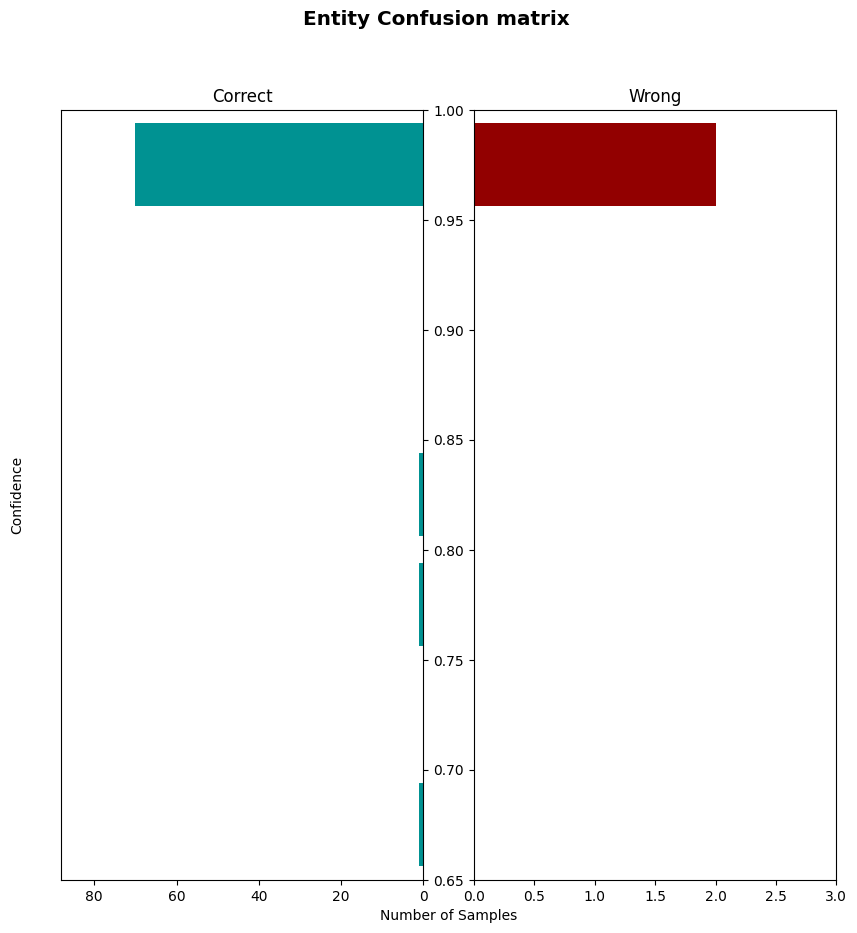 Entity Confusion matrix
Correct
Wrong
1.00
0.95
0.90
0.85
0.80
0.75
0.70
0.65
Confidence
80 60 40 20 0
0.0 0.5 1.0 1.5 2.0 2.5 3.0
Number of Samples